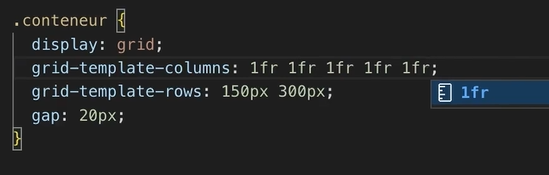 .conteneur {
display: grid;
grid-template-columns: 1fr 1fr 1fr 1fr 1fr;
grid-template-rows: 150px 300px;
1fr
gap: 20px;
}